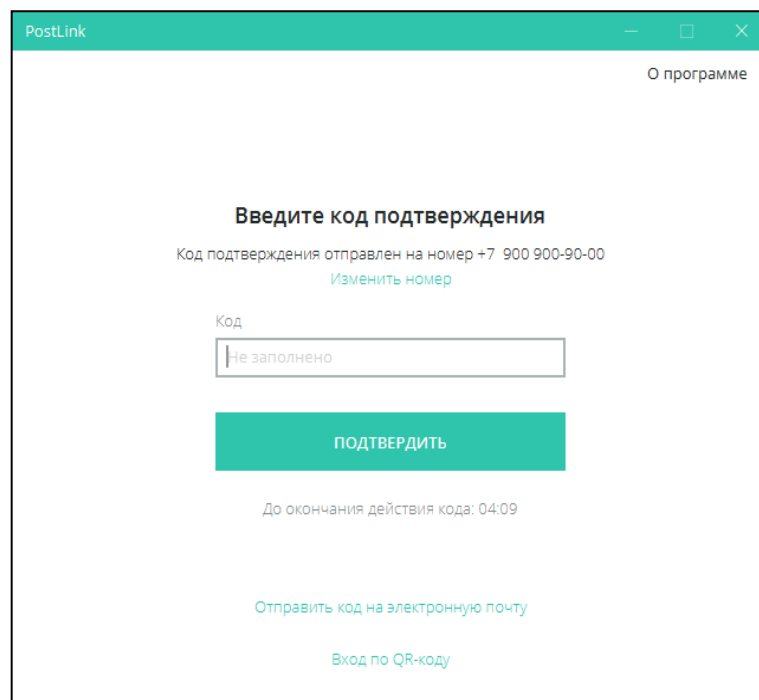 PostLink
О программе
Введите код подтверждения
Код подтверждения отправлен на номер +7  900 900-90-00
Изменить номер
Код
Не заполнено
ПОДТВЕРДИТЬ
До окончания действия кода: 04:09
Отправить код на электронную почту
Вход по QR-коду